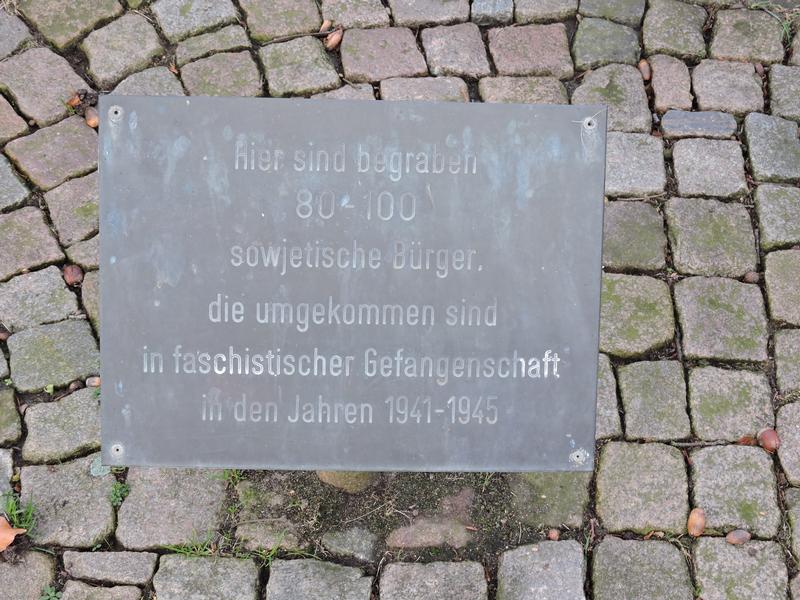 Hier sind begraben
80-100
sowjetische Bürger,
die umgekommen sind
in faschistischer Gefangenschaft
in den Jahren 1941-1945